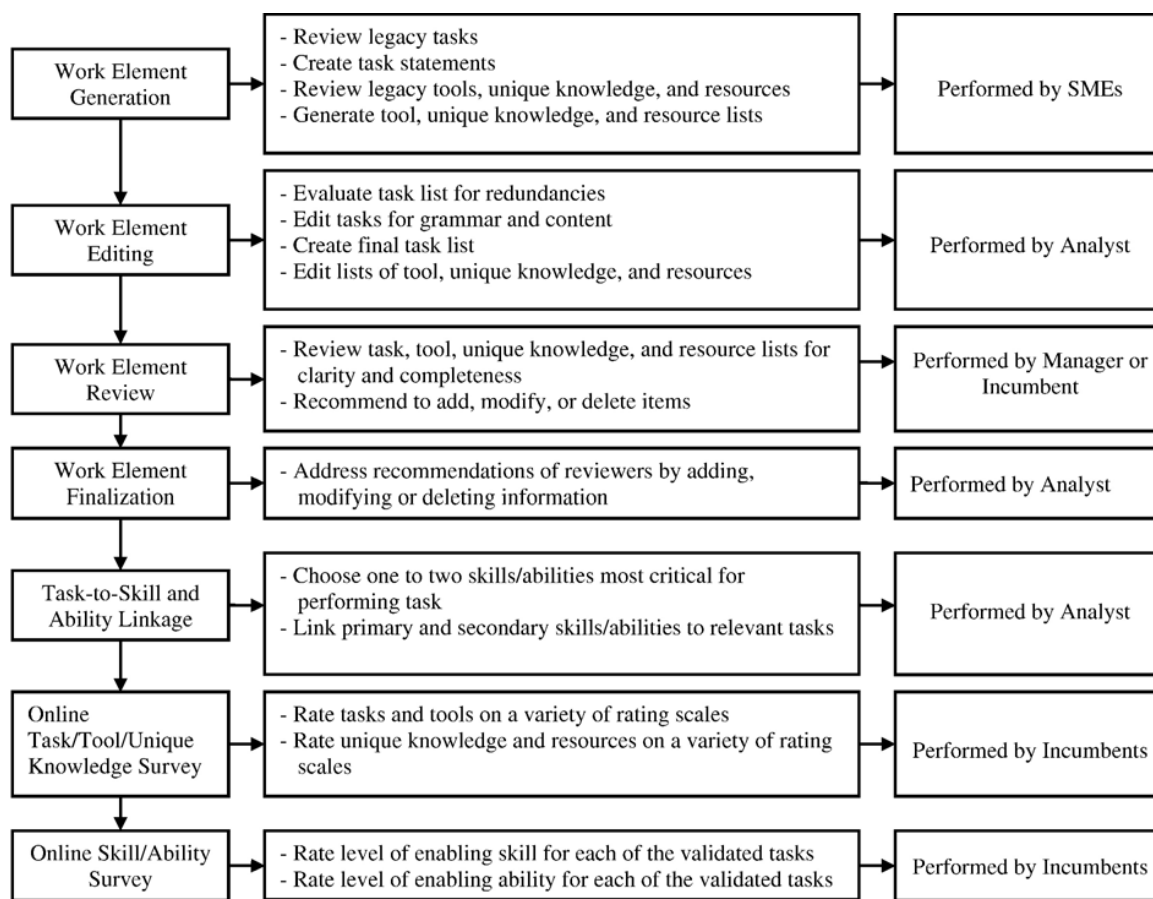 Work Element
Generation
- Review legacy tasks
- Create task statements
- Review legacy tools, unique knowledge, and resources
- Generate tool, unique knowledge, and resource lists
Performed by SMEs
Work Element
Editing
- Evaluate task list for redundancies
- Edit tasks for grammar and content
- Create final task list
- Edit lists of tool, unique knowledge, and resources
Performed by Analyst
Work Element
Review
- Review task, tool, unique knowledge, and resource lists for
clarity and completeness
- Recommend to add, modify, or delete items
Performed by Manager or
Incumbent
Work Element
Finalization
- Address recommendations of reviewers by adding,
modifying or deleting information
Performed by Analyst
Task-to-Skill and
Ability Linkage
- Choose one to two skills/abilities most critical for
performing task
- Link primary and secondary skills/abilities to relevant tasks
Performed by Analyst
Online
Task/Tool/Unique
Knowledge Survey
- Rate tasks and tools on a variety of rating scales
- Rate unique knowledge and resources on a variety of rating
scales
Performed by Incumbents
Online Skill/Ability
Survey
- Rate level of enabling skill for each of the validated tasks
- Rate level of enabling ability for each of the validated tasks
Performed by Incumbents